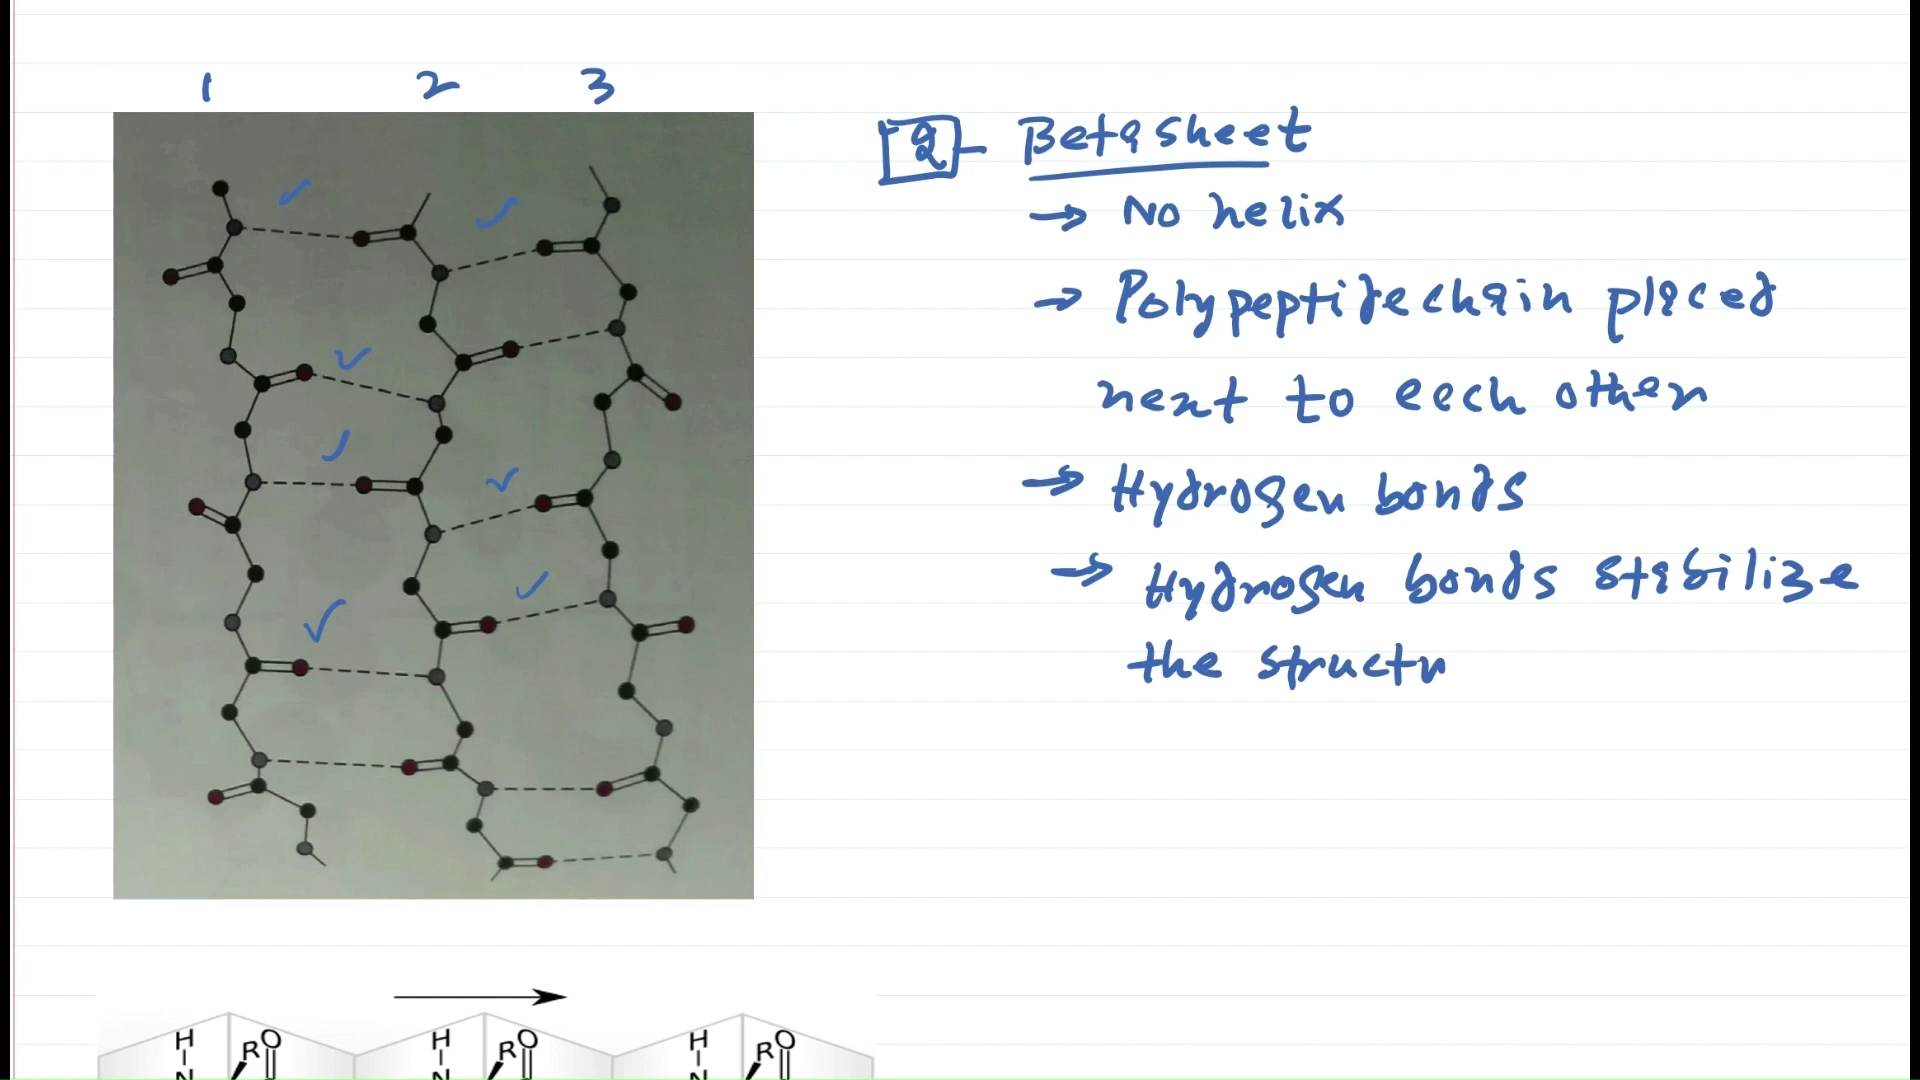 1 2 3
[2]- Beta sheet
→ No helix
→ Polypeptide chain placed
next to each other
→ Hydrogen bonds
→ Hydrogen bonds stabilize
the structu
H R O H R O H R O
N N N